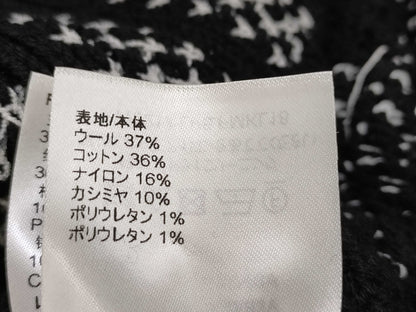 表地/本体
ウール 37%
コットン 36%
ナイロン 16%
カシミヤ 10%
ポリウレタン 1%
ポリウレタン 1%